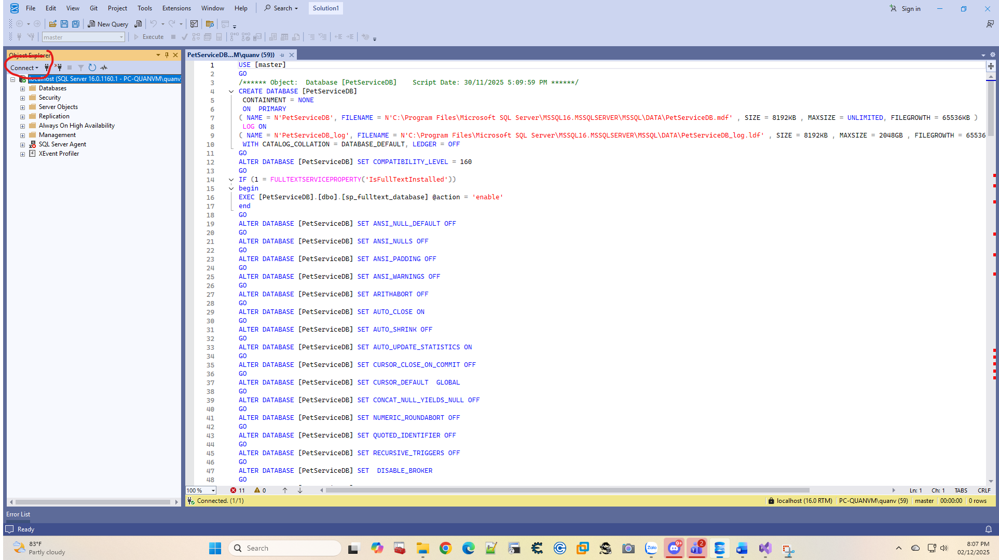 File Edit View Git Project Tools Extensions Window Help Search Solution1 Sign in
New Query
master Execute
Object Explorer
Connect
localhost (SQL Server 16.0.1160.1 - PC-QUANVM\quanv
Databases
Security
Server Objects
Replication
Always On High Availability
Management
SQL Server Agent
XEvent Profiler
PetServiceDB...M\quanv (59))
1 USE [master]
2 GO
3 /****** Object:  Database [PetServiceDB]    Script Date: 30/11/2025 5:09:59 PM ******/
4 CREATE DATABASE [PetServiceDB]
5 CONTAINMENT = NONE
6 ON  PRIMARY
7 ( NAME = N'PetServiceDB', FILENAME = N'C:\Program Files\Microsoft SQL Server\MSSQL16.MSSQLSERVER\MSSQL\DATA\PetServiceDB.mdf' , SIZE = 8192KB , MAXSIZE = UNLIMITED, FILEGROWTH = 65536KB )
8 LOG ON
9 ( NAME = N'PetServiceDB_log', FILENAME = N'C:\Program Files\Microsoft SQL Server\MSSQL16.MSSQLSERVER\MSSQL\DATA\PetServiceDB_log.ldf' , SIZE = 8192KB , MAXSIZE = 2048GB , FILEGROWTH = 65536
10 WITH CATALOG_COLLATION = DATABASE_DEFAULT, LEDGER = OFF
11 GO
12 ALTER DATABASE [PetServiceDB] SET COMPATIBILITY_LEVEL = 160
13 GO
14 IF (1 = FULLTEXTSERVICEPROPERTY('IsFullTextInstalled'))
15 begin
16 EXEC [PetServiceDB].[dbo].[sp_fulltext_database] @action = 'enable'
17 end
18 GO
19 ALTER DATABASE [PetServiceDB] SET ANSI_NULL_DEFAULT OFF
20 GO
21 ALTER DATABASE [PetServiceDB] SET ANSI_NULLS OFF
22 GO
23 ALTER DATABASE [PetServiceDB] SET ANSI_PADDING OFF
24 GO
25 ALTER DATABASE [PetServiceDB] SET ANSI_WARNINGS OFF
26 GO
27 ALTER DATABASE [PetServiceDB] SET ARITHABORT OFF
28 GO
29 ALTER DATABASE [PetServiceDB] SET AUTO_CLOSE ON
30 GO
31 ALTER DATABASE [PetServiceDB] SET AUTO_SHRINK OFF
32 GO
33 ALTER DATABASE [PetServiceDB] SET AUTO_UPDATE_STATISTICS ON
34 GO
35 ALTER DATABASE [PetServiceDB] SET CURSOR_CLOSE_ON_COMMIT OFF
36 GO
37 ALTER DATABASE [PetServiceDB] SET CURSOR_DEFAULT  GLOBAL
38 GO
39 ALTER DATABASE [PetServiceDB] SET CONCAT_NULL_YIELDS_NULL OFF
40 GO
41 ALTER DATABASE [PetServiceDB] SET NUMERIC_ROUNDABORT OFF
42 GO
43 ALTER DATABASE [PetServiceDB] SET QUOTED_IDENTIFIER OFF
44 GO
45 ALTER DATABASE [PetServiceDB] SET RECURSIVE_TRIGGERS OFF
46 GO
47 ALTER DATABASE [PetServiceDB] SET  DISABLE_BROKER
48 GO
100 % 11 0 Ln: 1 Ch: 1 TABS CRLF
Connected. (1/1) localhost (16.0 RTM) PC-QUANVM\quanv (59) master 00:00:00 0 rows
Error List
Ready
83°F
Partly cloudy
Search
Zalo
9+
2
8:07 PM
02/12/2025